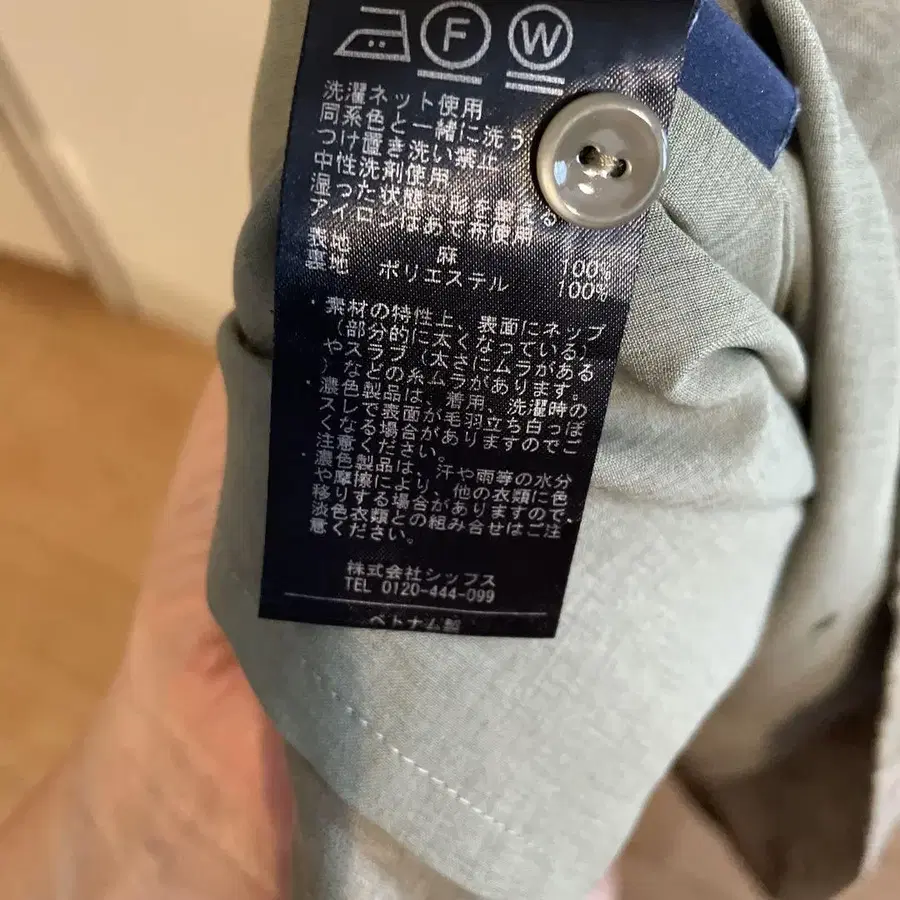 F W
洗濯ネット使用
同系色と一緒に洗う
つけ置き洗い禁止
中性洗剤使用
湿った状態で形を整える
アイロンはあて布使用
表地 麻 100%
裏地 ポリエステル 100%
素材の特性上、表面にネップ
(部分的に太くなっている)
やスラブ(太さにムラがある
)などの糸ムラがあります。
濃色製品は、着用、洗濯時の
スレで表面が毛羽立ち白っぽ
くなる場合がありますのでご
注意ください。
濃色製品は、汗や雨等の水分
や摩擦により、他の衣類に色
移りする場合がありますので
淡色衣類との組み合せはご注
意ください。
株式会社シップス
TEL 0120-444-099
ベトナム製